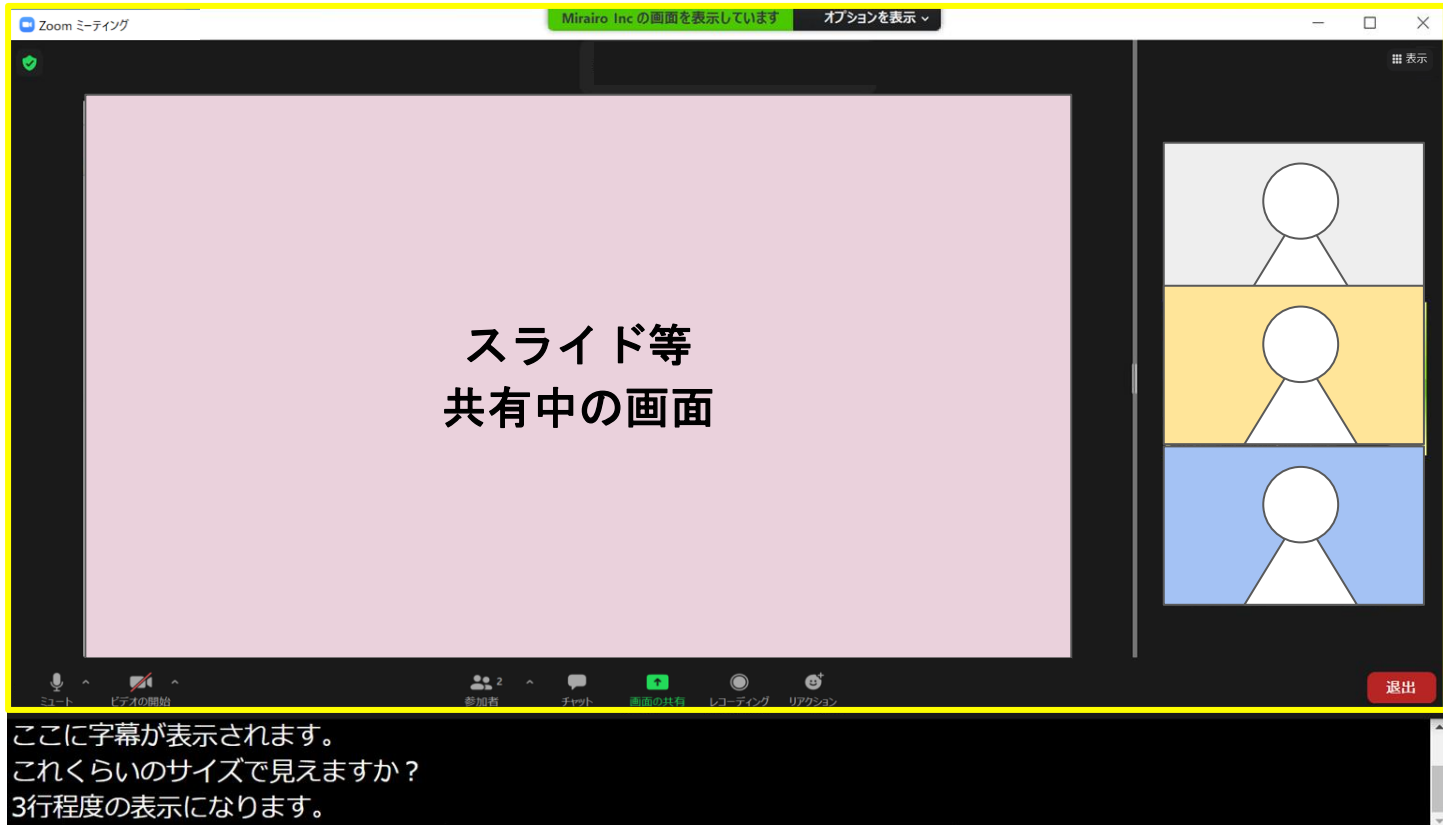 Zoom ミーティング
Mirairo Inc の画面を表示しています
オプションを表示
表示
スライド等
共有中の画面
ミュート
ビデオの開始
2
参加者
チャット
画面の共有
レコーディング
リアクション
退出
ここに字幕が表示されます。
これくらいのサイズで見えますか？
3行程度の表示になります。